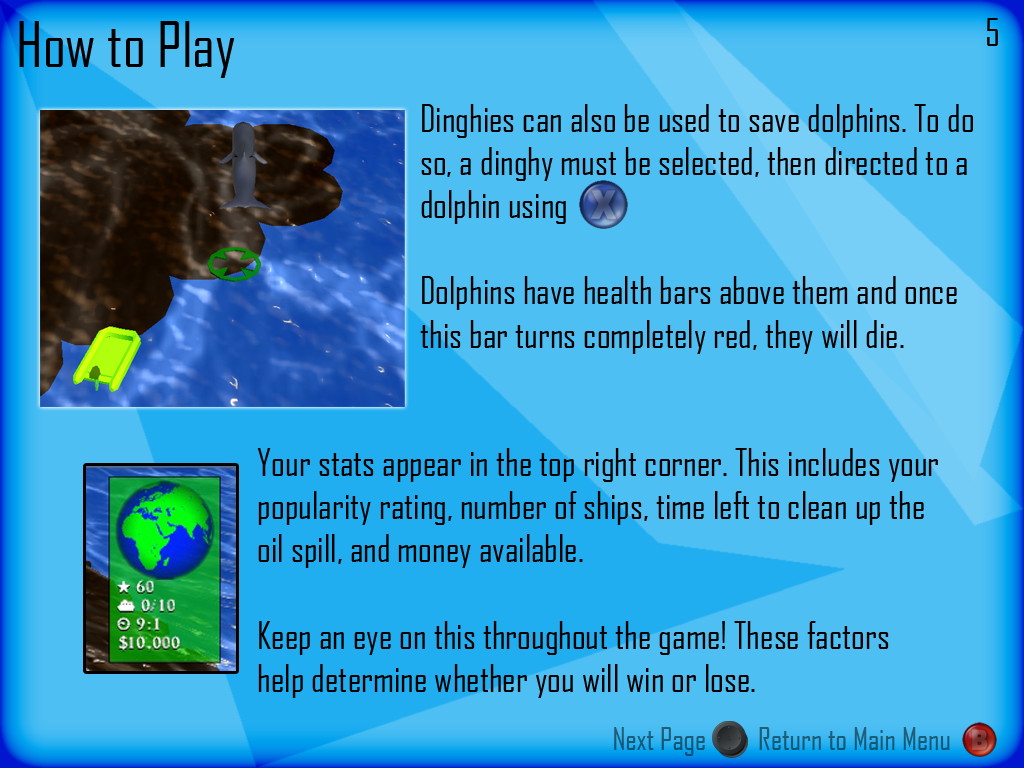 How to Play
5
Dinghies can also be used to save dolphins. To do
so, a dinghy must be selected, then directed to a
dolphin using X
Dolphins have health bars above them and once
this bar turns completely red, they will die.
Your stats appear in the top right corner. This includes your
popularity rating, number of ships, time left to clean up the
oil spill, and money available.
★ 60
0/10
9:1
$10,000
Keep an eye on this throughout the game! These factors
help determine whether you will win or lose.
Next Page Return to Main Menu B